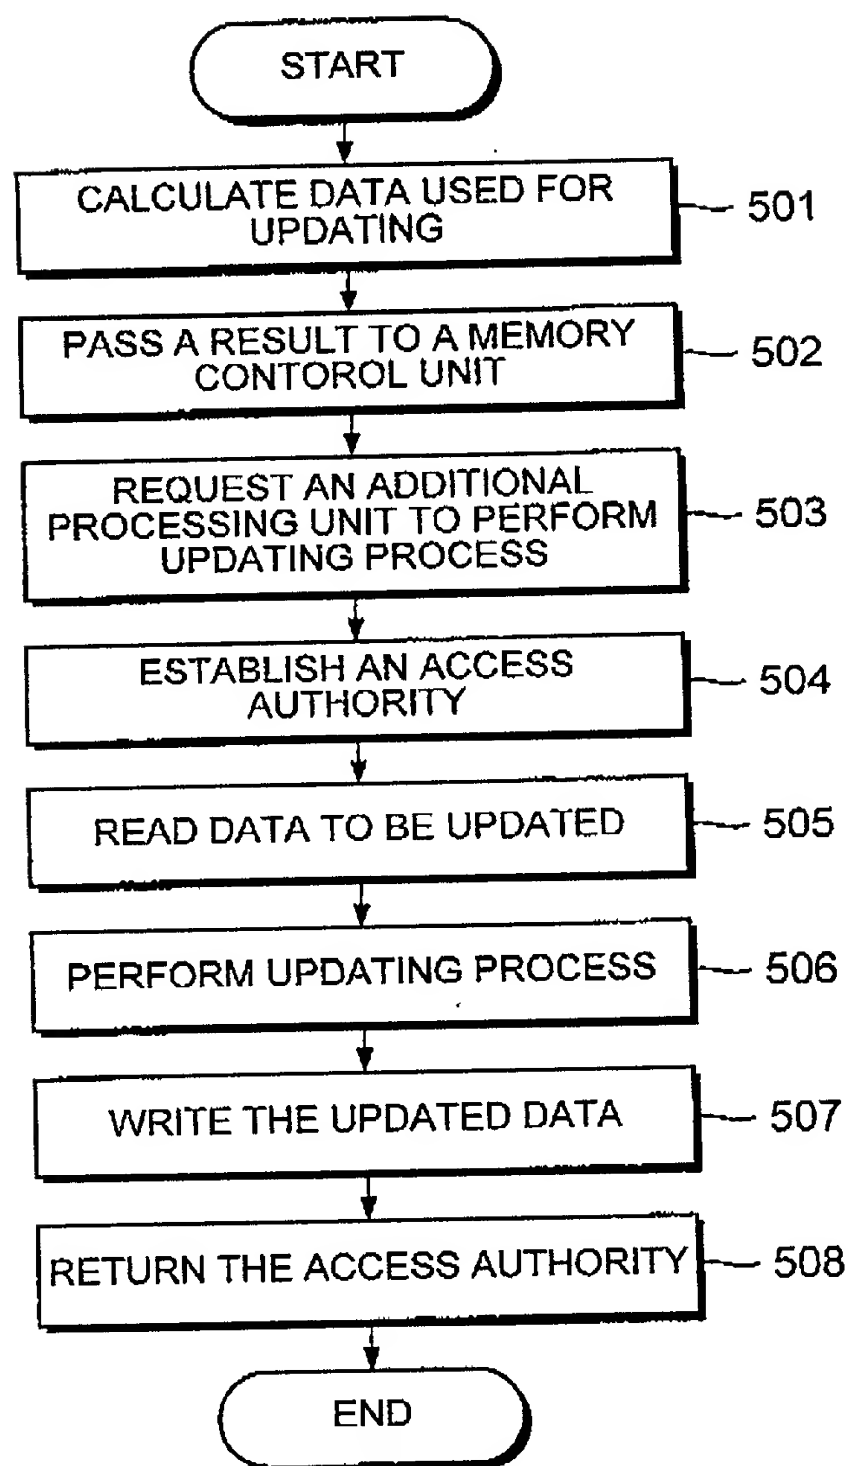 START
CALCULATE DATA USED FOR
UPDATING
501
PASS A RESULT TO A MEMORY
CONTOROL UNIT
502
REQUEST AN ADDITIONAL
PROCESSING UNIT TO PERFORM
UPDATING PROCESS
503
ESTABLISH AN ACCESS
AUTHORITY
504
READ DATA TO BE UPDATED
505
PERFORM UPDATING PROCESS
506
WRITE THE UPDATED DATA
507
RETURN THE ACCESS AUTHORITY
508
END